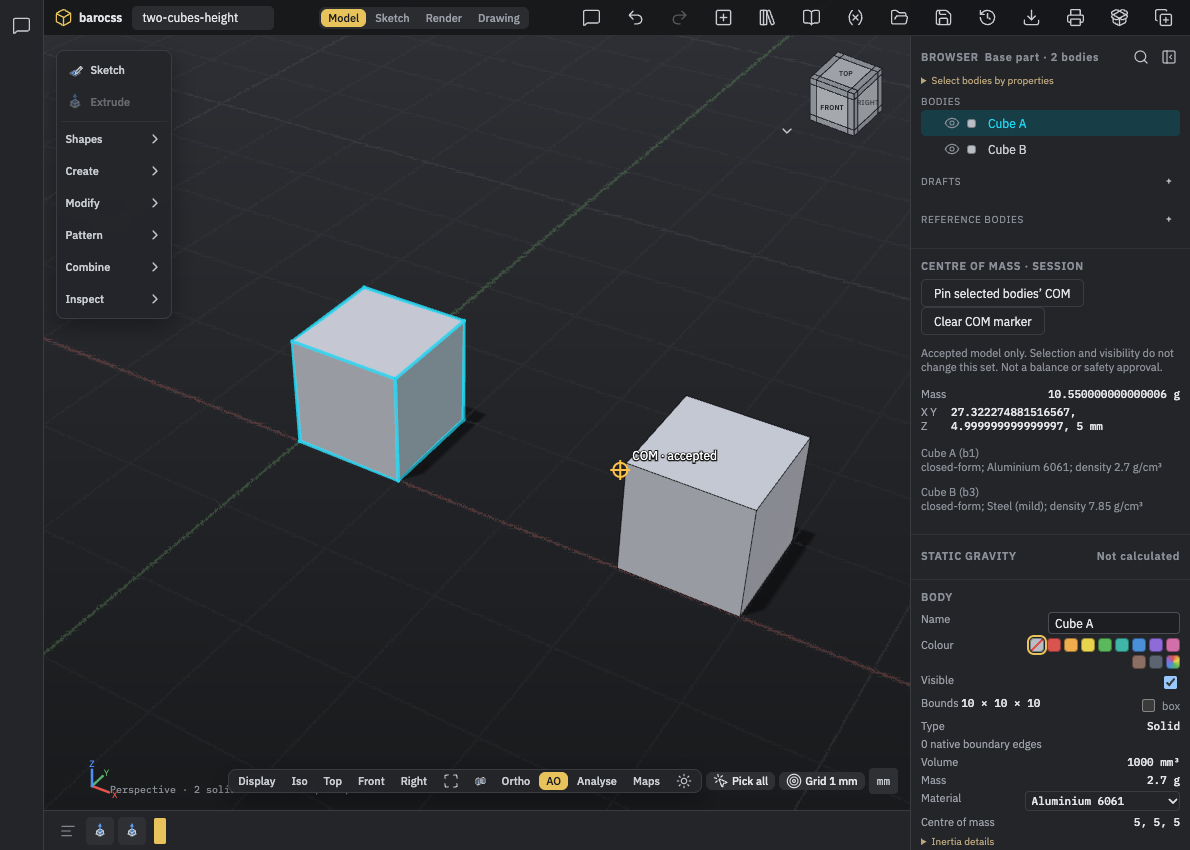 barocss
two-cubes-height
Model Sketch Render Drawing
Sketch
Extrude
Shapes
Create
Modify
Pattern
Combine
Inspect
TOP
FRONT
RIGHT
COM · accepted
Z
Y
X
Perspective · 2 soli
Display Iso Top Front Right Ortho AO Analyse Maps Pick all Grid 1 mm mm
BROWSER Base part · 2 bodies
Select bodies by properties
BODIES
Cube A
Cube B
DRAFTS +
REFERENCE BODIES +
CENTRE OF MASS · SESSION
Pin selected bodies’ COM
Clear COM marker
Accepted model only. Selection and visibility do not
change this set. Not a balance or safety approval.
Mass 10.550000000000006 g
X Y 27.322274881516567,
Z 4.999999999999997, 5 mm
Cube A (b1)
closed-form; Aluminium 6061; density 2.7 g/cm³
Cube B (b3)
closed-form; Steel (mild); density 7.85 g/cm³
STATIC GRAVITY Not calculated
BODY
Name Cube A
Colour
Visible
Bounds 10 × 10 × 10 box
Type Solid
0 native boundary edges
Volume 1000 mm³
Mass 2.7 g
Material Aluminium 6061
Centre of mass 5, 5, 5
Inertia details